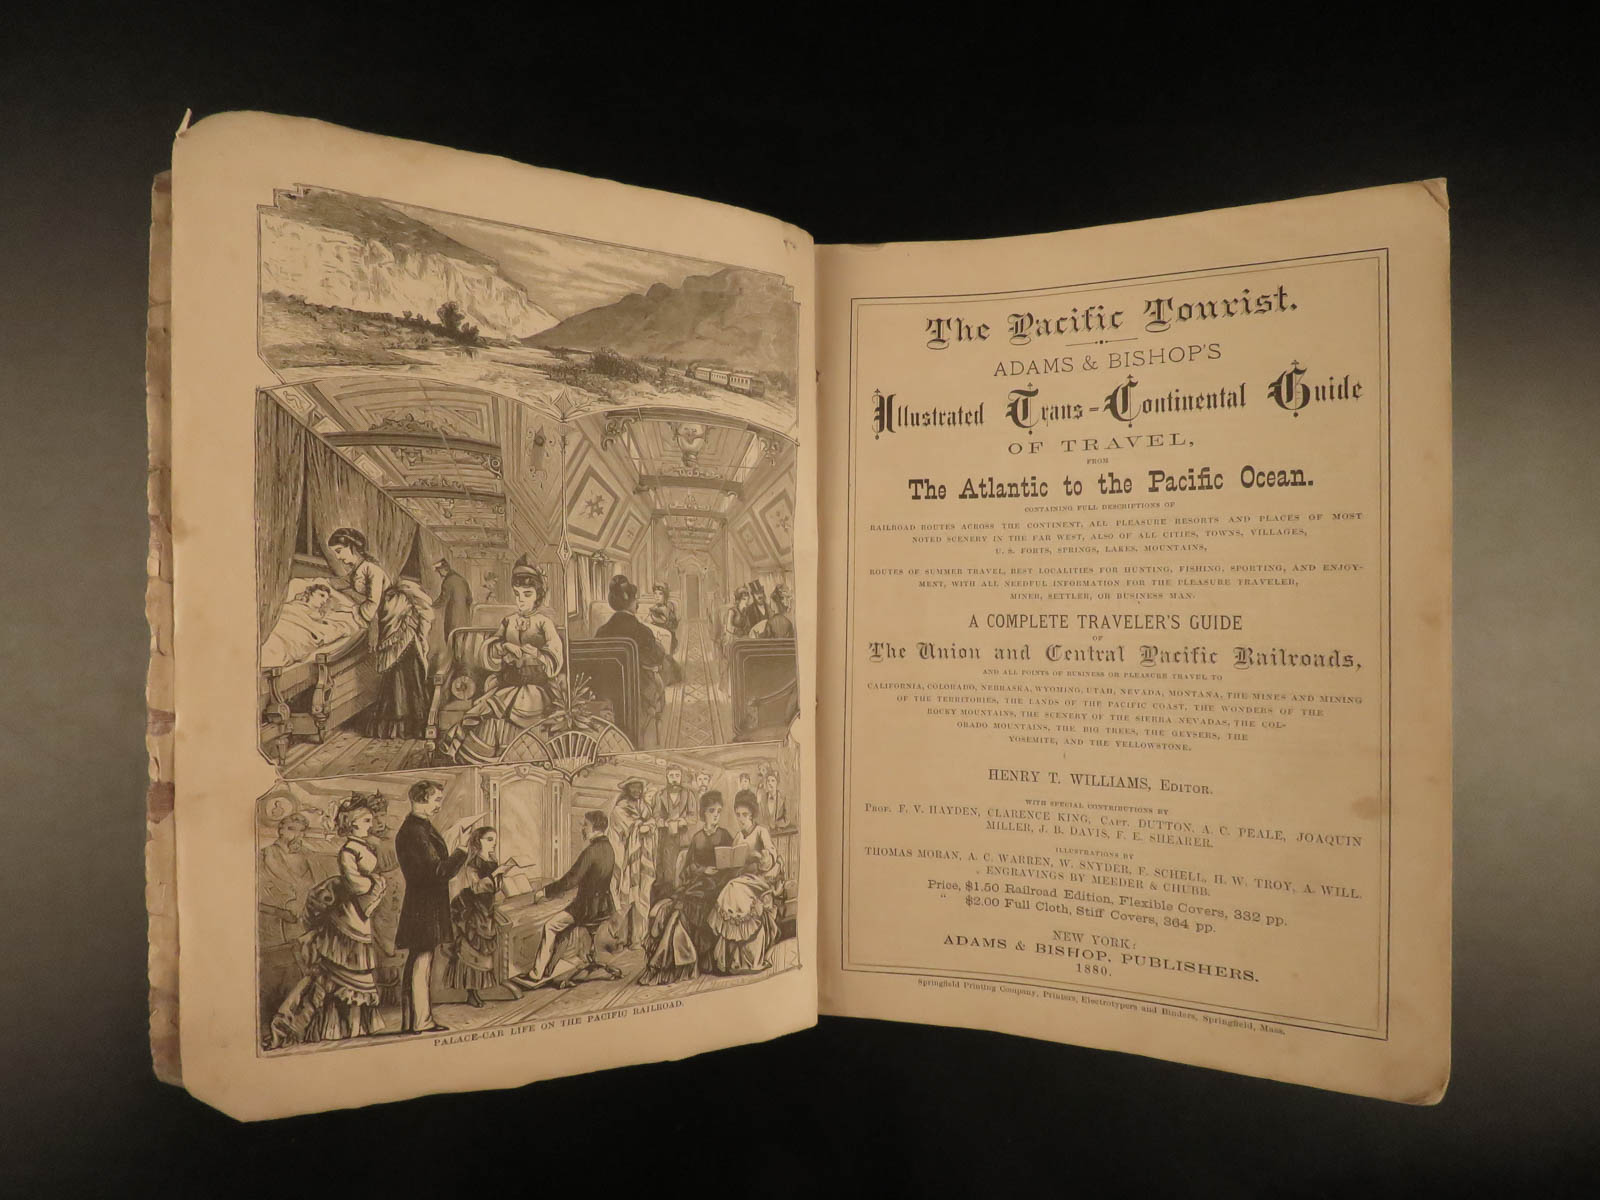 PALACE-CAR LIFE ON THE PACIFIC RAILROAD.
The Pacific Tourist.
ADAMS & BISHOP'S
Illustrated Trans-Continental Guide
OF TRAVEL,
FROM
The Atlantic to the Pacific Ocean.
CONTAINING FULL DESCRIPTIONS OF
RAILROAD ROUTES ACROSS THE CONTINENT, ALL PLEASURE RESORTS AND PLACES OF MOST
NOTED SCENERY IN THE FAR WEST, ALSO OF ALL CITIES, TOWNS, VILLAGES,
U. S. FORTS, SPRINGS, LAKES, MOUNTAINS,
ROUTES OF SUMMER TRAVEL, BEST LOCALITIES FOR HUNTING, FISHING, SPORTING, AND ENJOY-
MENT, WITH ALL NEEDFUL INFORMATION FOR THE PLEASURE TRAVELER,
MINER, SETTLER, OR BUSINESS MAN.
A COMPLETE TRAVELER'S GUIDE
OF
The Union and Central Pacific Railroads,
AND ALL POINTS OF BUSINESS OR PLEASURE TRAVEL TO
CALIFORNIA, COLORADO, NEBRASKA, WYOMING, UTAH, NEVADA, MONTANA, THE MINES AND MINING
OF THE TERRITORIES, THE LANDS OF THE PACIFIC COAST, THE WONDERS OF THE
ROCKY MOUNTAINS, THE SCENERY OF THE SIERRA NEVADAS, THE COL-
ORADO MOUNTAINS, THE BIG TREES, THE GEYSERS, THE
YOSEMITE, AND THE YELLOWSTONE.
HENRY T. WILLIAMS, EDITOR.
WITH SPECIAL CONTRIBUTIONS BY
PROF. F. V. HAYDEN, CLARENCE KING, CAPT. DUTTON, A. C. PEALE, JOAQUIN
MILLER, J. B. DAVIS, F. E. SHEARER.
ILLUSTRATIONS BY
THOMAS MORAN, A. C. WARREN, W. SNYDER, F. SCHELL, H. W. TROY, A. WILL.
ENGRAVINGS BY MEEDER & CHUBB.
Price, $1.50 Railroad Edition, Flexible Covers, 332 pp.
" $2.00 Full Cloth, Stiff Covers, 364 pp.
NEW YORK:
ADAMS & BISHOP, PUBLISHERS.
1880.
Springfield Printing Company, Printers, Electrotypers and Binders, Springfield, Mass.